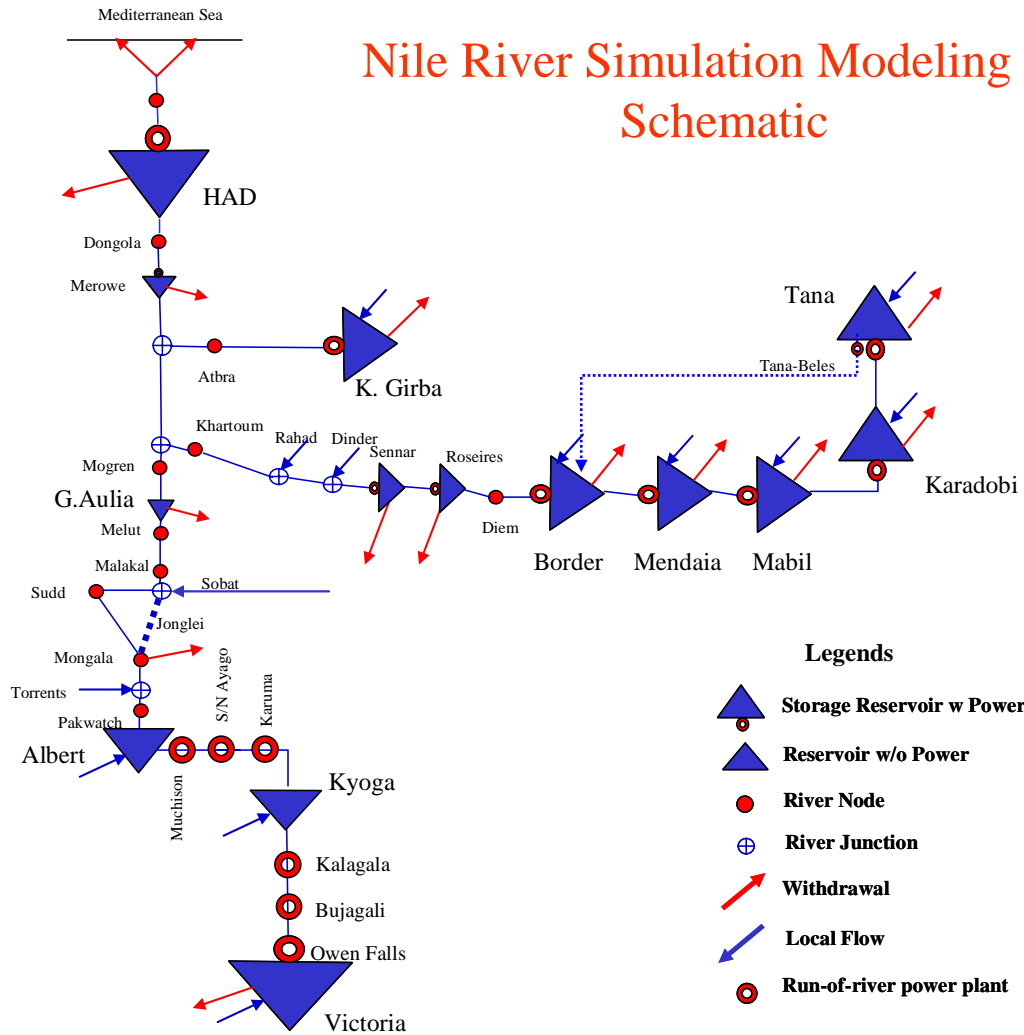 Mediterranean Sea
Nile River Simulation Modeling
Schematic
HAD
Dongola
Merowe
Atbra
K. Girba
Tana
Tana-Beles
Khartoum
Rahad
Dinder
Sennar
Roseires
Mogren
G.Aulia
Diem
Karadobi
Melut
Border
Mendaia
Mabil
Malakal
Sudd
Sobat
Jonglei
Mongala
Torrents
Pakwatch
S/N Ayago
Karuma
Albert
Muchison
Kyoga
Kalagala
Bujagali
Owen Falls
Victoria
Legends
Storage Reservoir w Power
Reservoir w/o Power
River Node
River Junction
Withdrawal
Local Flow
Run-of-river power plant